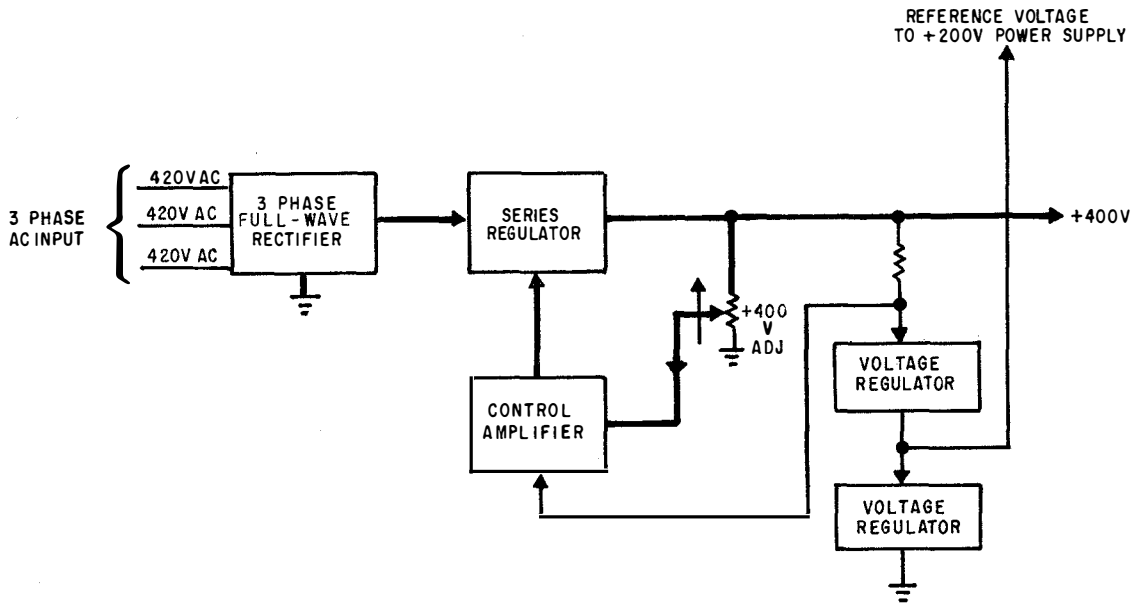 REFERENCE VOLTAGE
TO +200V POWER SUPPLY
3 PHASE
AC INPUT
420V AC
420V AC
420V AC
3 PHASE
FULL-WAVE
RECTIFIER
SERIES
REGULATOR
+400V
+400
V
ADJ
VOLTAGE
REGULATOR
CONTROL
AMPLIFIER
VOLTAGE
REGULATOR